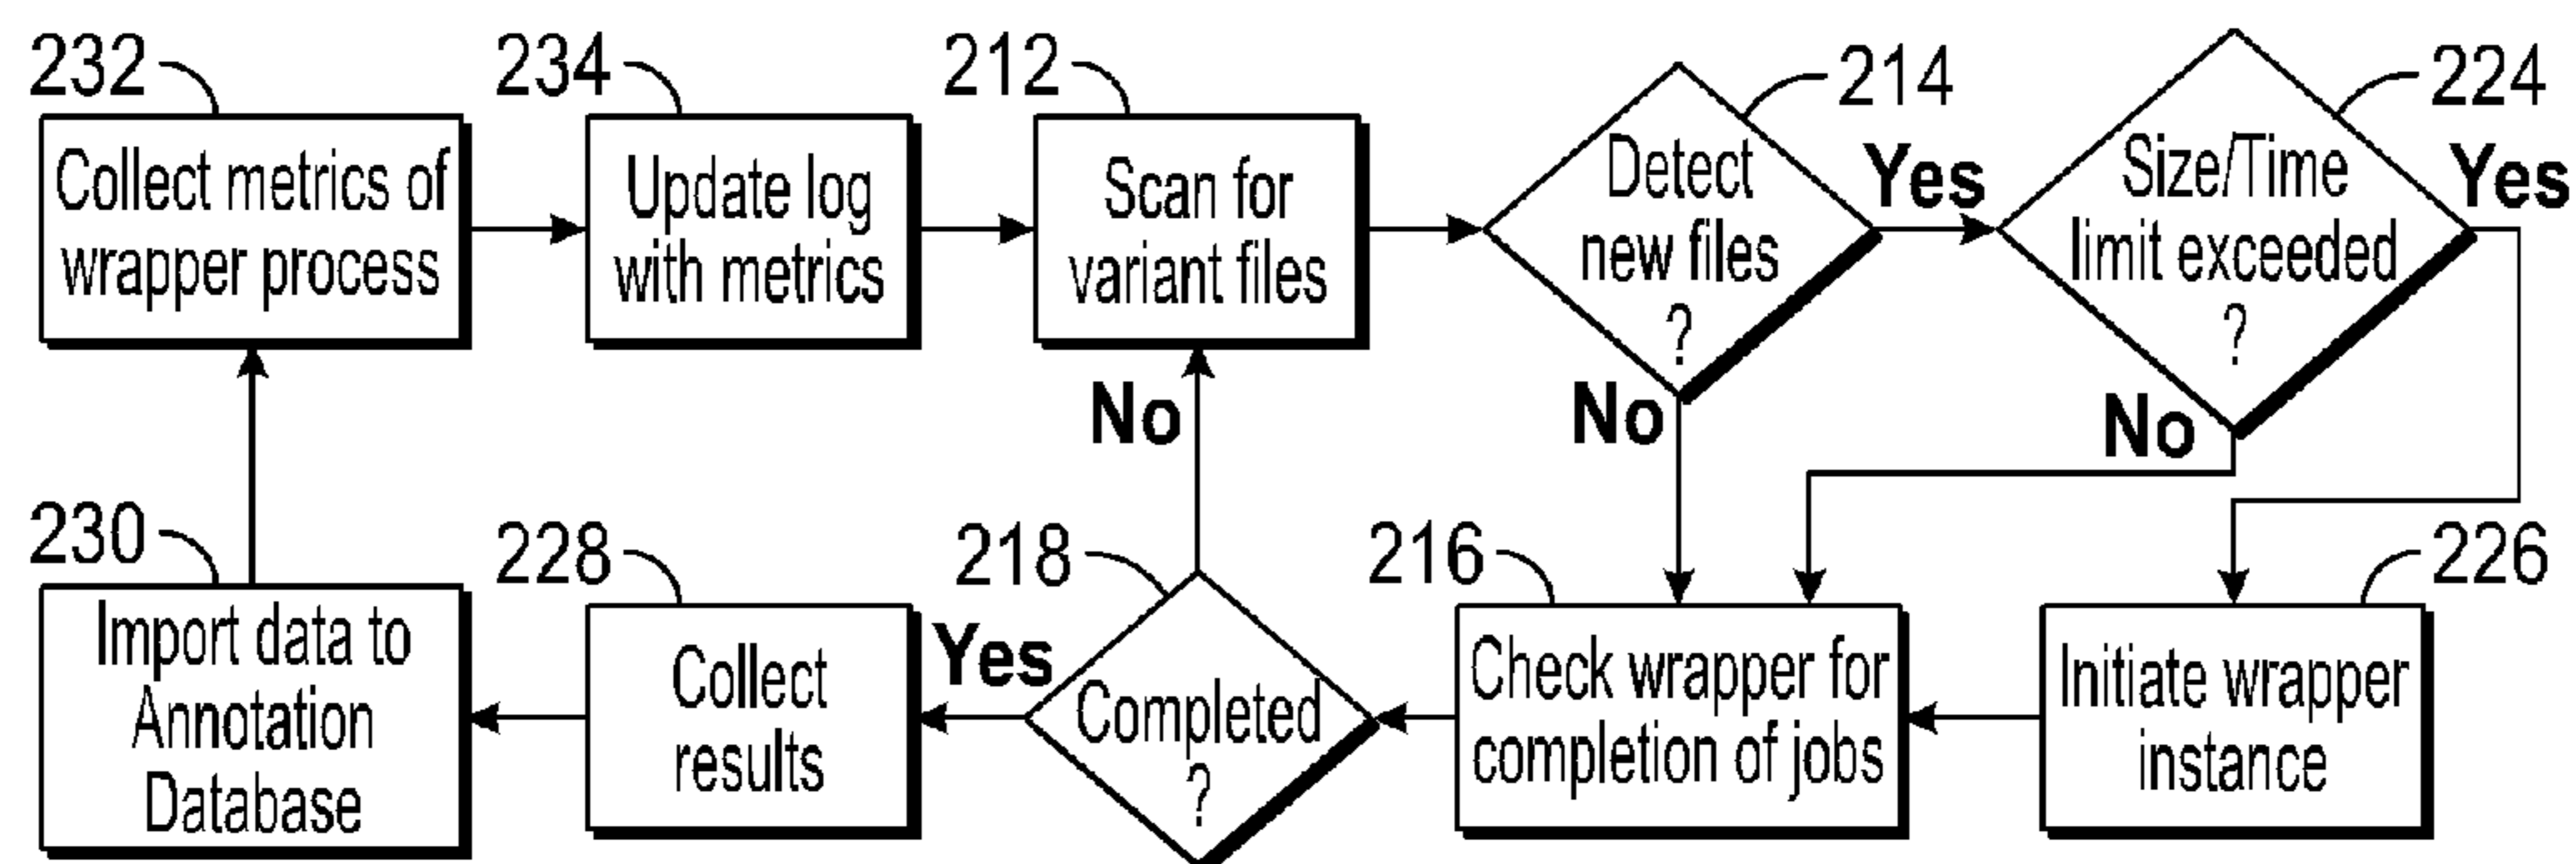 232
Collect metrics of
wrapper process
234
Update log
with metrics
212
Scan for
variant files
214
Detect
new files
?
Yes
No
224
Size/Time
limit exceeded
?
Yes
No
230
Import data to
Annotation
Database
228
Collect
results
218
Completed
?
Yes
No
216
Check wrapper for
completion of jobs
226
Initiate wrapper
instance